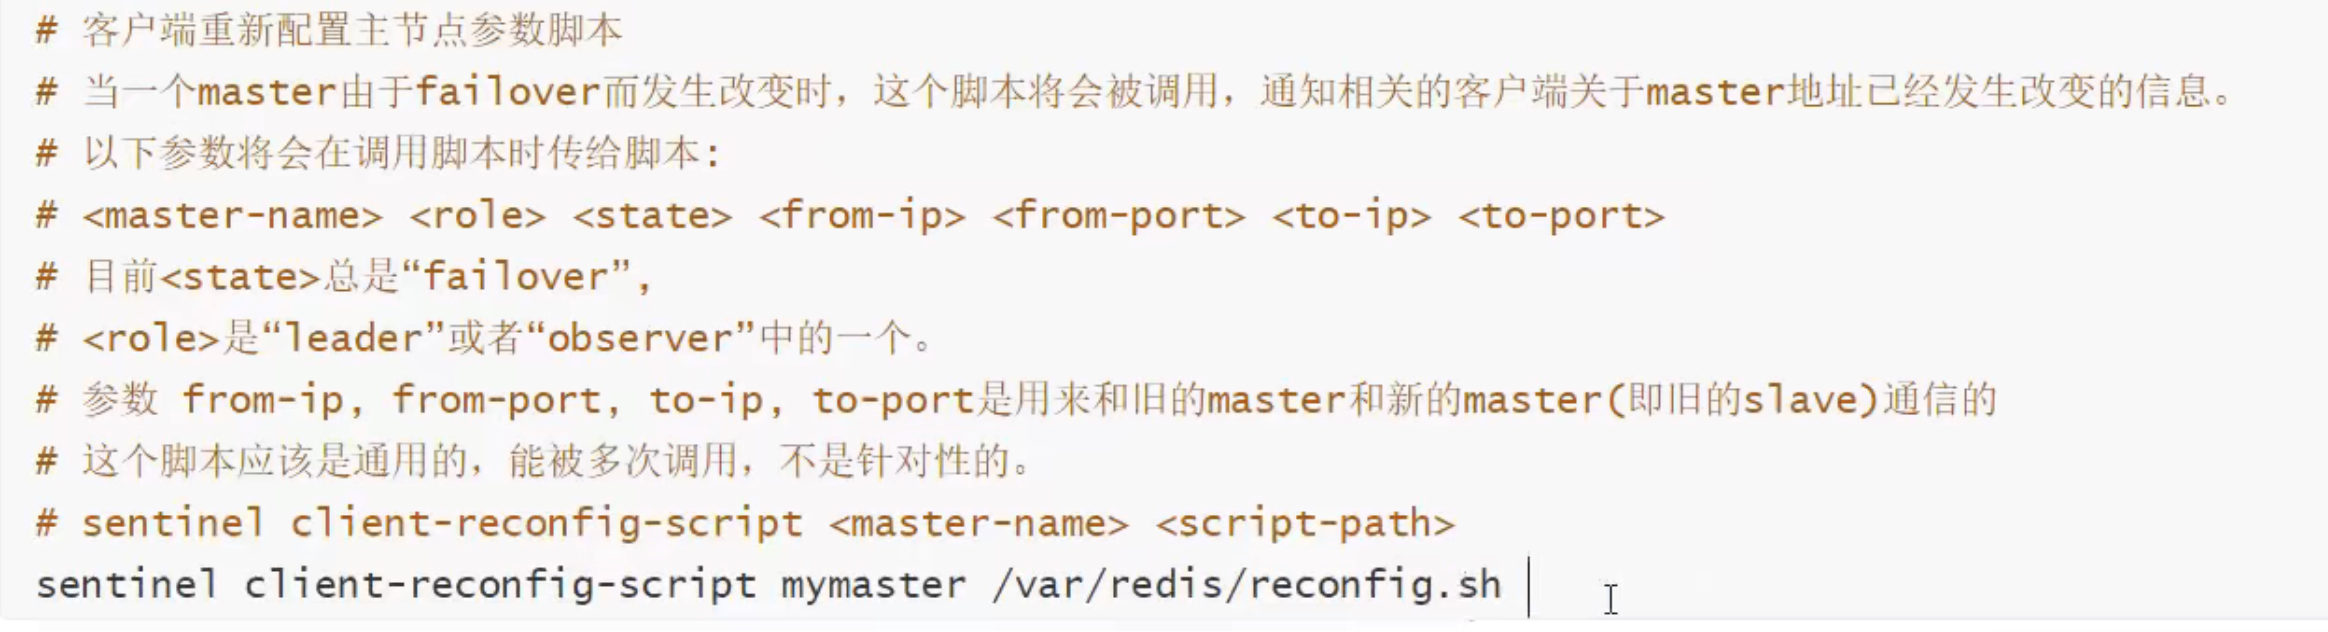 # 客户端重新配置主节点参数脚本
# 当一个master由于failover而发生改变时，这个脚本将会被调用，通知相关的客户端关于master地址已经发生改变的信息。
# 以下参数将会在调用脚本时传给脚本:
# <master-name> <role> <state> <from-ip> <from-port> <to-ip> <to-port>
# 目前<state>总是“failover”,
# <role>是“leader”或者“observer”中的一个。
# 参数 from-ip, from-port, to-ip, to-port是用来和旧的master和新的master(即旧的slave)通信的
# 这个脚本应该是通用的，能被多次调用，不是针对性的。
# sentinel client-reconfig-script <master-name> <script-path>
sentinel client-reconfig-script mymaster /var/redis/reconfig.sh